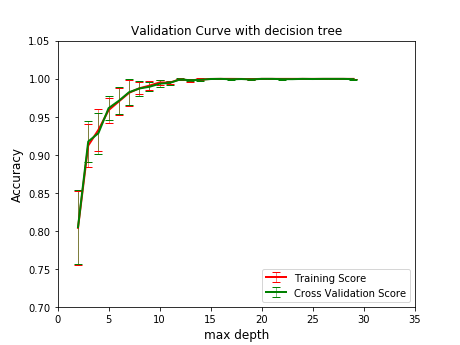 Validation Curve with decision tree
1.05
1.00
0.95
0.90
0.85
0.80
0.75
0.70
Accuracy
0 5 10 15 20 25 30 35
max depth
Training Score
Cross Validation Score